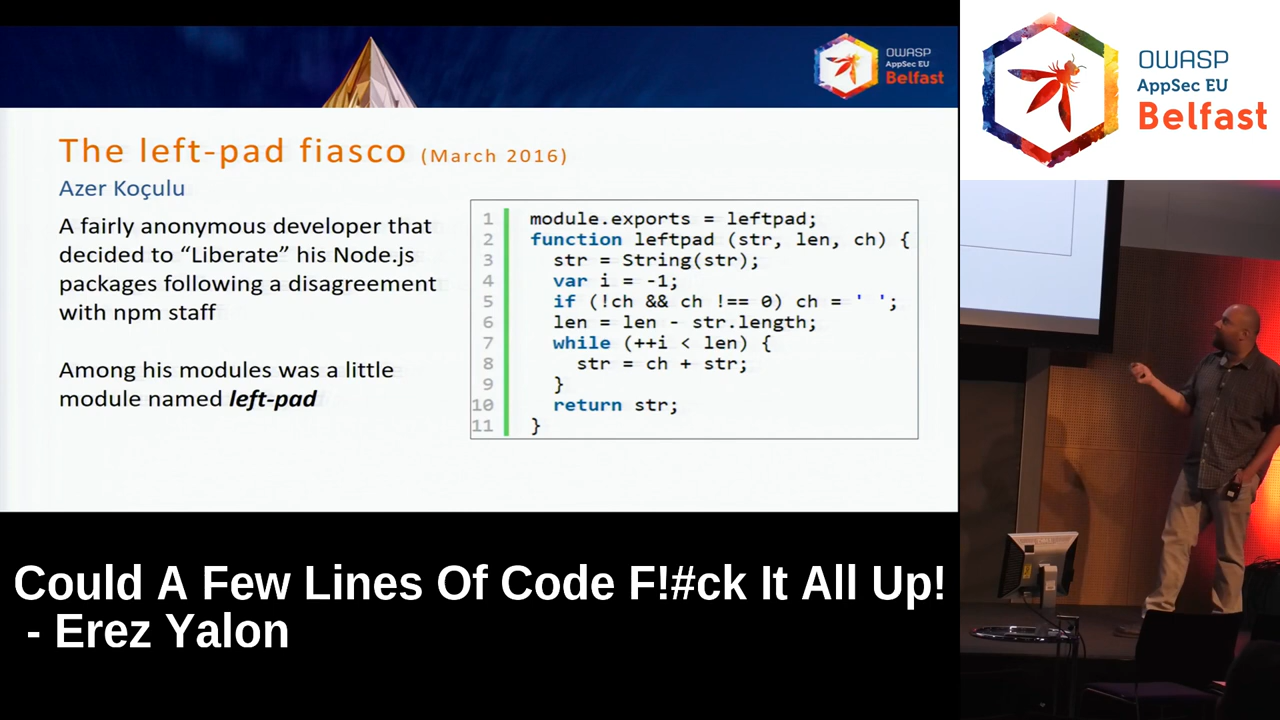 OWASP
AppSec EU
Belfast
OWASP
AppSec EU
Belfast
The left-pad fiasco (March 2016)
Azer Koçulu
A fairly anonymous developer that
decided to “Liberate” his Node.js
packages following a disagreement
with npm staff
Among his modules was a little
module named left-pad
1 module.exports = leftpad;
2 function leftpad (str, len, ch) {
3 str = String(str);
4 var i = -1;
5 if (!ch && ch !== 0) ch = ' ';
6 len = len - str.length;
7 while (++i < len) {
8 str = ch + str;
9 }
10 return str;
11 }
Could A Few Lines Of Code F!#ck It All Up!
- Erez Yalon